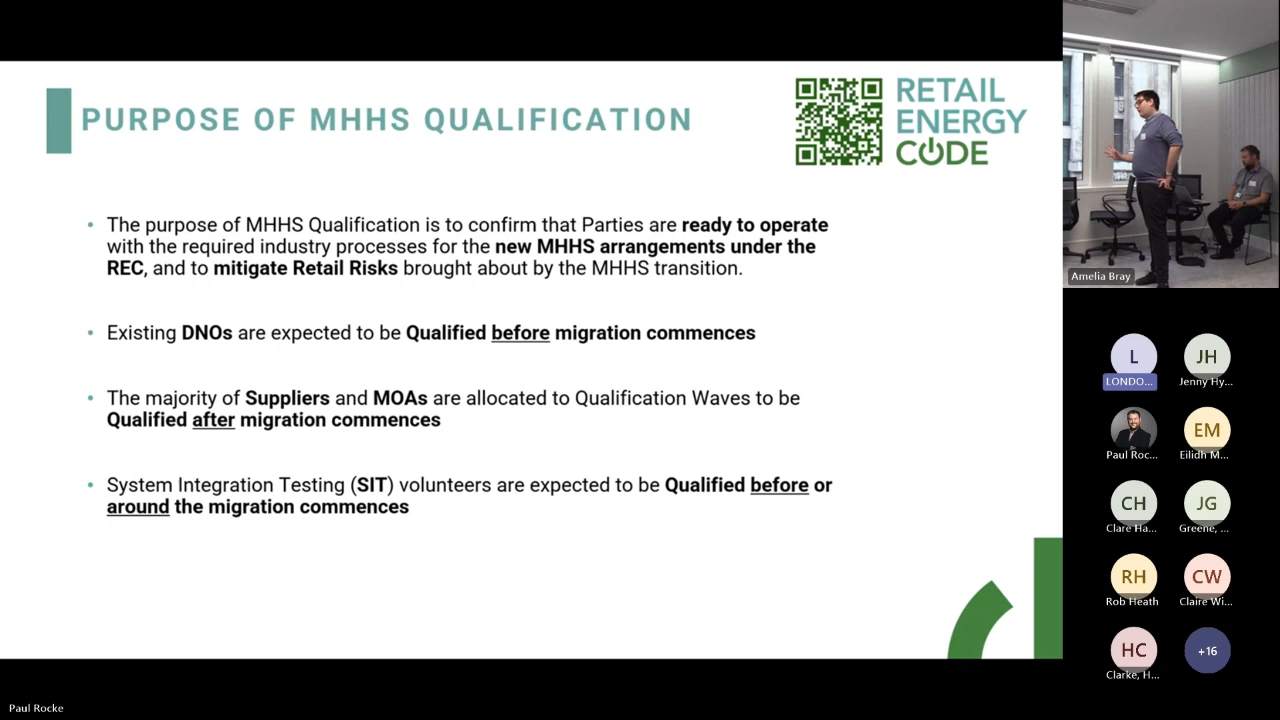 PURPOSE OF MHHS QUALIFICATION
RETAIL
ENERGY
CODE
• The purpose of MHHS Qualification is to confirm that Parties are ready to operate
with the required industry processes for the new MHHS arrangements under the
REC, and to mitigate Retail Risks brought about by the MHHS transition.
• Existing DNOs are expected to be Qualified before migration commences
• The majority of Suppliers and MOAs are allocated to Qualification Waves to be
Qualified after migration commences
• System Integration Testing (SIT) volunteers are expected to be Qualified before or
around the migration commences
Amelia Bray
L
LONDO...
JH
Jenny Hy...
Paul Roc...
EM
Eilidh M...
CH
Clare Ha...
JG
Greene, ...
RH
Rob Heath
CW
Claire Wi...
HC
Clarke, H...
+16
Paul Rocke